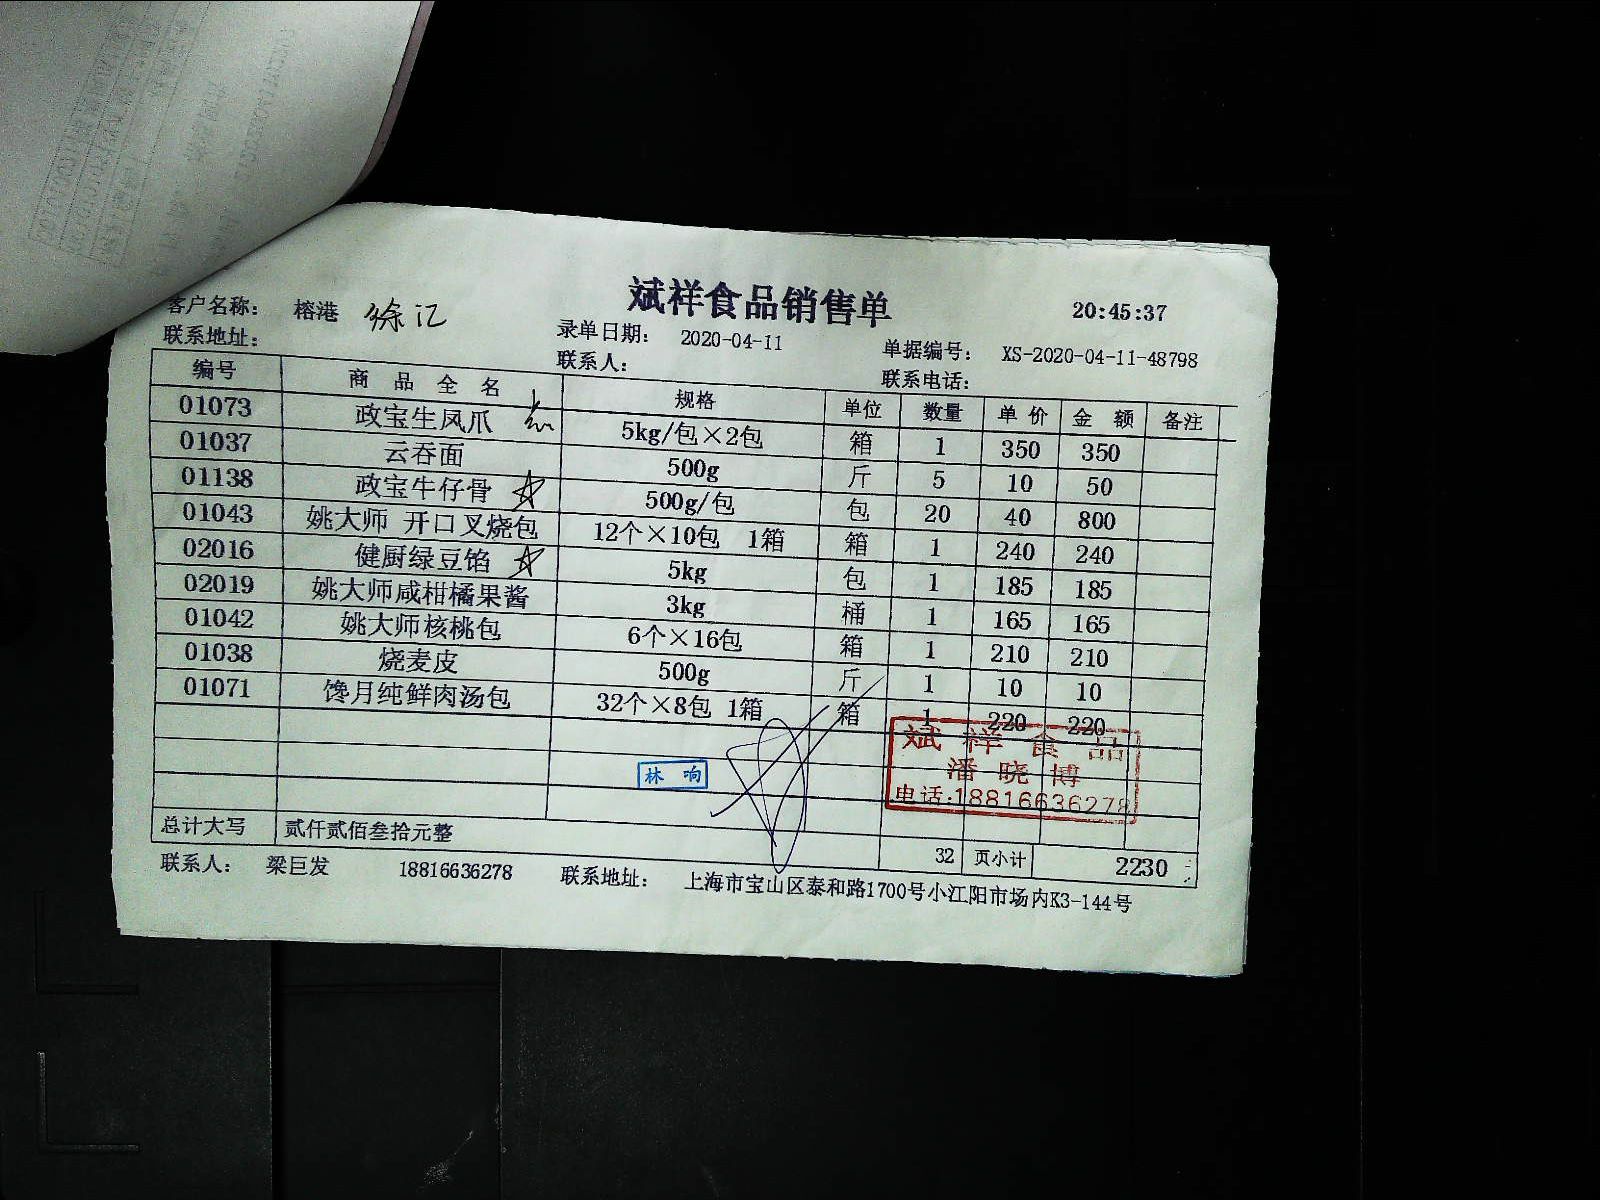 斌祥食品销售单
20:45:37
客户名称: 榕港 徐汇
录单日期: 2020-04-11
单据编号: XS-2020-04-11-48798
联系地址:
联系人:
联系电话:
编号 商品全名 规格 单位 数量 单价 金额 备注
01073 政宝生凤爪 5kg/包×2包 箱 1 350 350
01037 云吞面 500g 斤 5 10 50
01138 政宝牛仔骨 500g/包 包 20 40 800
01043 姚大师 开口叉烧包 12个×10包 1箱 箱 1 240 240
02016 健厨绿豆馅 5kg 包 1 185 185
02019 姚大师咸柑橘果酱 3kg 桶 1 165 165
01042 姚大师核桃包 6个×16包 箱 1 210 210
01038 烧麦皮 500g 斤 1 10 10
01071 馋月纯鲜肉汤包 32个×8包 1箱 箱 1 220 220
斌祥食品
潘晓博
电话:18816636278
林响
总计大写 贰仟贰佰叁拾元整 32 页小计 2230
联系人: 梁巨发 18816636278 联系地址: 上海市宝山区泰和路1700号小江阳市场内K3-144号